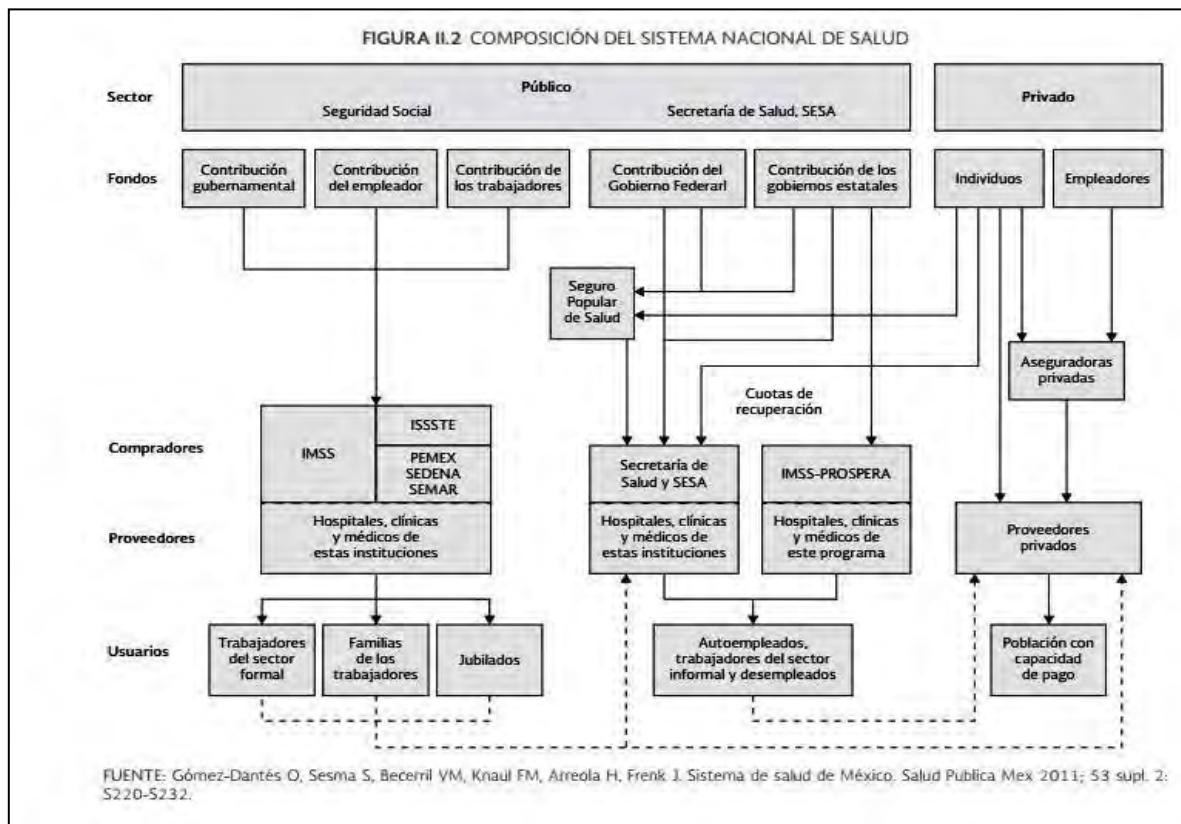 FIGURA II.2 COMPOSICIÓN DEL SISTEMA NACIONAL DE SALUD
Sector
Público
Seguridad Social
Secretaría de Salud, SESA
Privado
Fondos
Contribución
gubernamental
Contribución
del empleador
Contribución de
los trabajadores
Contribución del
Gobierno Federarl
Contribución de los
gobiernos estatales
Individuos
Empleadores
Seguro
Popular
de Salud
Aseguradoras
privadas
Cuotas de
recuperación
Compradores
IMSS
ISSSTE
PEMEX
SEDENA
SEMAR
Secretaría de
Salud y SESA
IMSS-PROSPERA
Proveedores
Hospitales, clínicas
y médicos de
estas instituciones
Hospitales, clínicas
y médicos de
estas instituciones
Hospitales, clínicas
y médicos de
este programa
Proveedores
privados
Usuarios
Trabajadores
del sector
formal
Familias
de los
trabajadores
Jubilados
Autoempleados,
trabajadores del sector
informal y desempleados
Población con
capacidad
de pago
FUENTE: Gómez-Dantés O, Sesma S, Becerril VM, Knaul FM, Arreola H, Frenk J. Sistema de salud de México. Salud Publica Mex 2011; 53 supl. 2:
S220-S232.